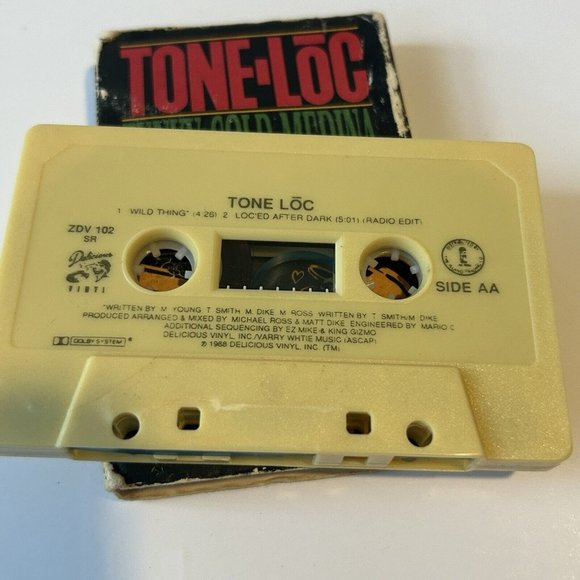 TONE-LŌC
COLD MEDINA
TONE LŌC
1 WILD THING* (4:26) 2 LOC'ED AFTER DARK (5:01) (RADIO EDIT)
ZDV 102
SR
Delicious
VINYL
SIDE AA
*WRITTEN BY M. YOUNG T. SMITH M. DIKE M. ROSS WRITTEN BY T. SMITH/M. DIKE
PRODUCED ARRANGED & MIXED BY MICHAEL ROSS & MATT DIKE ENGINEERED BY MARIO C
ADDITIONAL SEQUENCING BY EZ MIKE & KING GIZMO
DELICIOUS VINYL, INC./VARRY WHTIE MUSIC (ASCAP)
℗ 1988 DELICIOUS VINYL, INC. (TM)
DOLBY SYSTEM ®